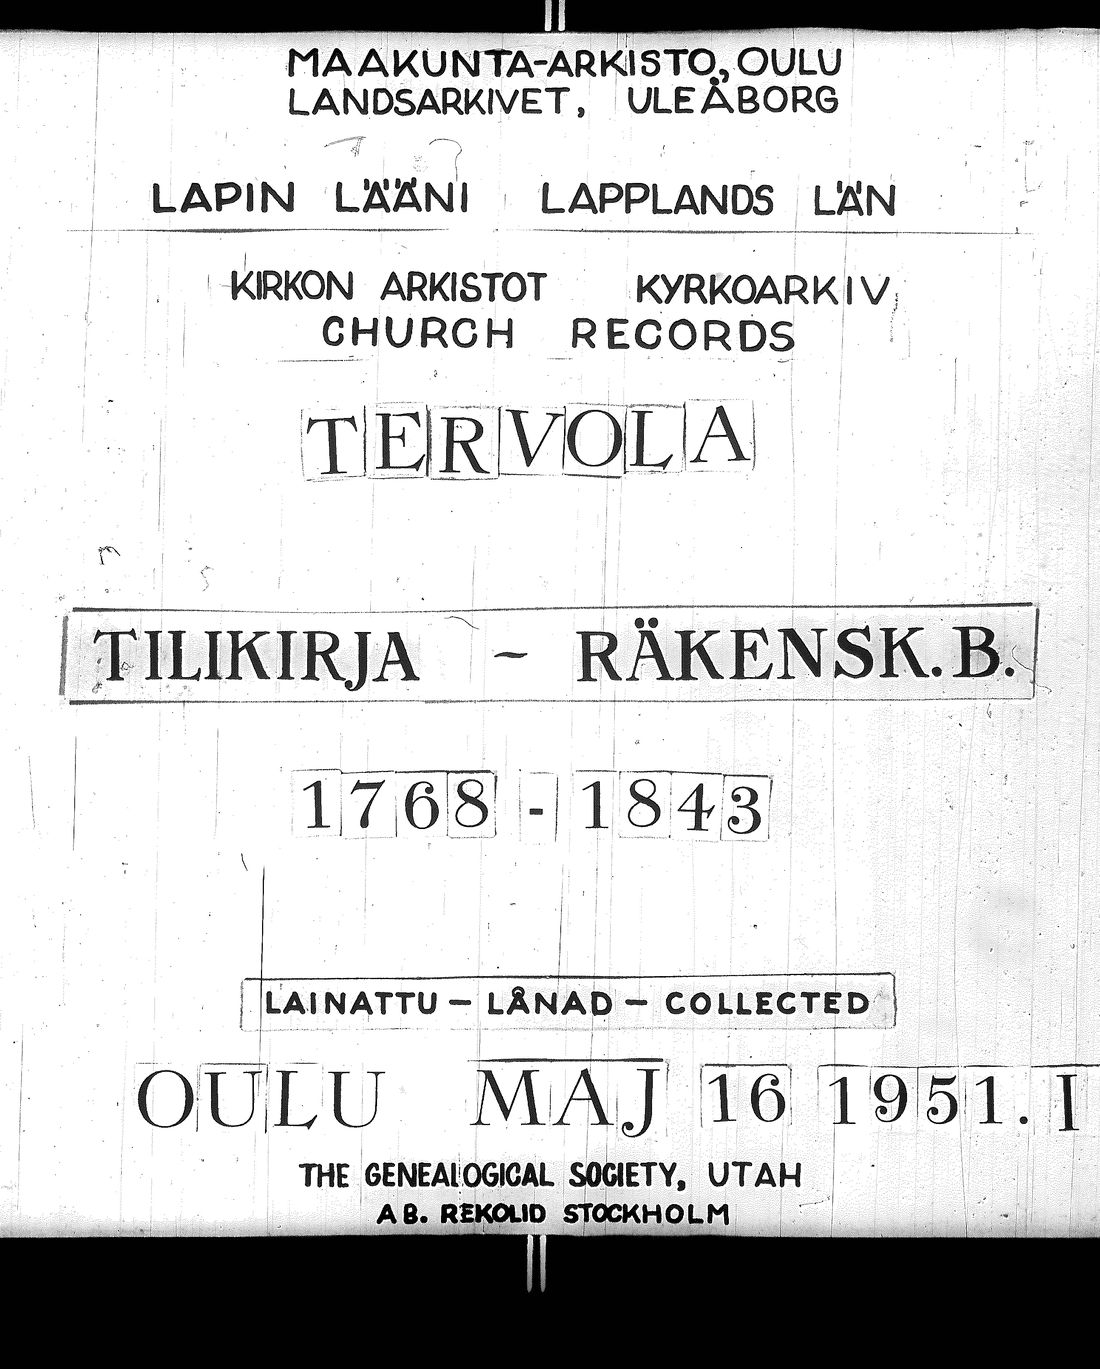 MAAKUNTA-ARKISTO, OULU
LANDSARKIVET, ULEÅBORG
LAPIN LÄÄNI LAPPLANDS LÄN
KIRKON ARKISTOT KYRKOARKIV
CHURCH RECORDS
TERVOLA
TILIKIRJA - RÄKENSK. B.
1768 - 1843
LAINATTU - LÅNAD - COLLECTED
OULU MAJ 16 1951. I
THE GENEALOGICAL SOCIETY, UTAH
A B. REKOLID STOCKHOLM